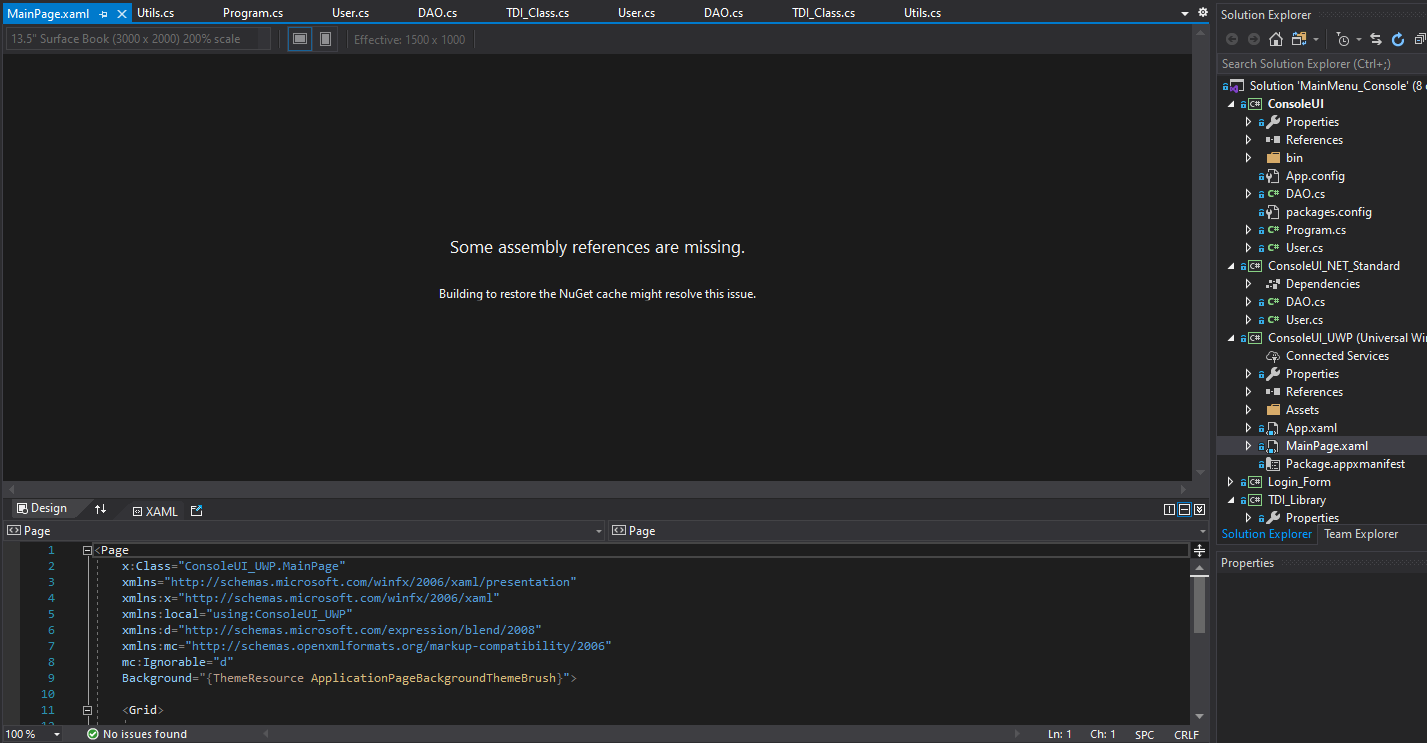 MainPage.xaml Utils.cs Program.cs User.cs DAO.cs TDI_Class.cs User.cs DAO.cs TDI_Class.cs Utils.cs
13.5" Surface Book (3000 x 2000) 200% scale Effective: 1500 x 1000
Some assembly references are missing.
Building to restore the NuGet cache might resolve this issue.
Design XAML
Page Page
1 <Page
2 x:Class="ConsoleUI_UWP.MainPage"
3 xmlns="http://schemas.microsoft.com/winfx/2006/xaml/presentation"
4 xmlns:x="http://schemas.microsoft.com/winfx/2006/xaml"
5 xmlns:local="using:ConsoleUI_UWP"
6 xmlns:d="http://schemas.microsoft.com/expression/blend/2008"
7 xmlns:mc="http://schemas.openxmlformats.org/markup-compatibility/2006"
8 mc:Ignorable="d"
9 Background="{ThemeResource ApplicationPageBackgroundThemeBrush}">
10
11 <Grid>
100 % No issues found Ln: 1 Ch: 1 SPC CRLF
Solution Explorer
Search Solution Explorer (Ctrl+;)
Solution 'MainMenu_Console' (8
C# ConsoleUI
Properties
References
bin
App.config
C# DAO.cs
packages.config
C# Program.cs
C# User.cs
C# ConsoleUI_NET_Standard
Dependencies
C# DAO.cs
C# User.cs
C# ConsoleUI_UWP (Universal Wi
Connected Services
Properties
References
Assets
App.xaml
MainPage.xaml
Package.appxmanifest
C# Login_Form
C# TDI_Library
Properties
Solution Explorer Team Explorer
Properties